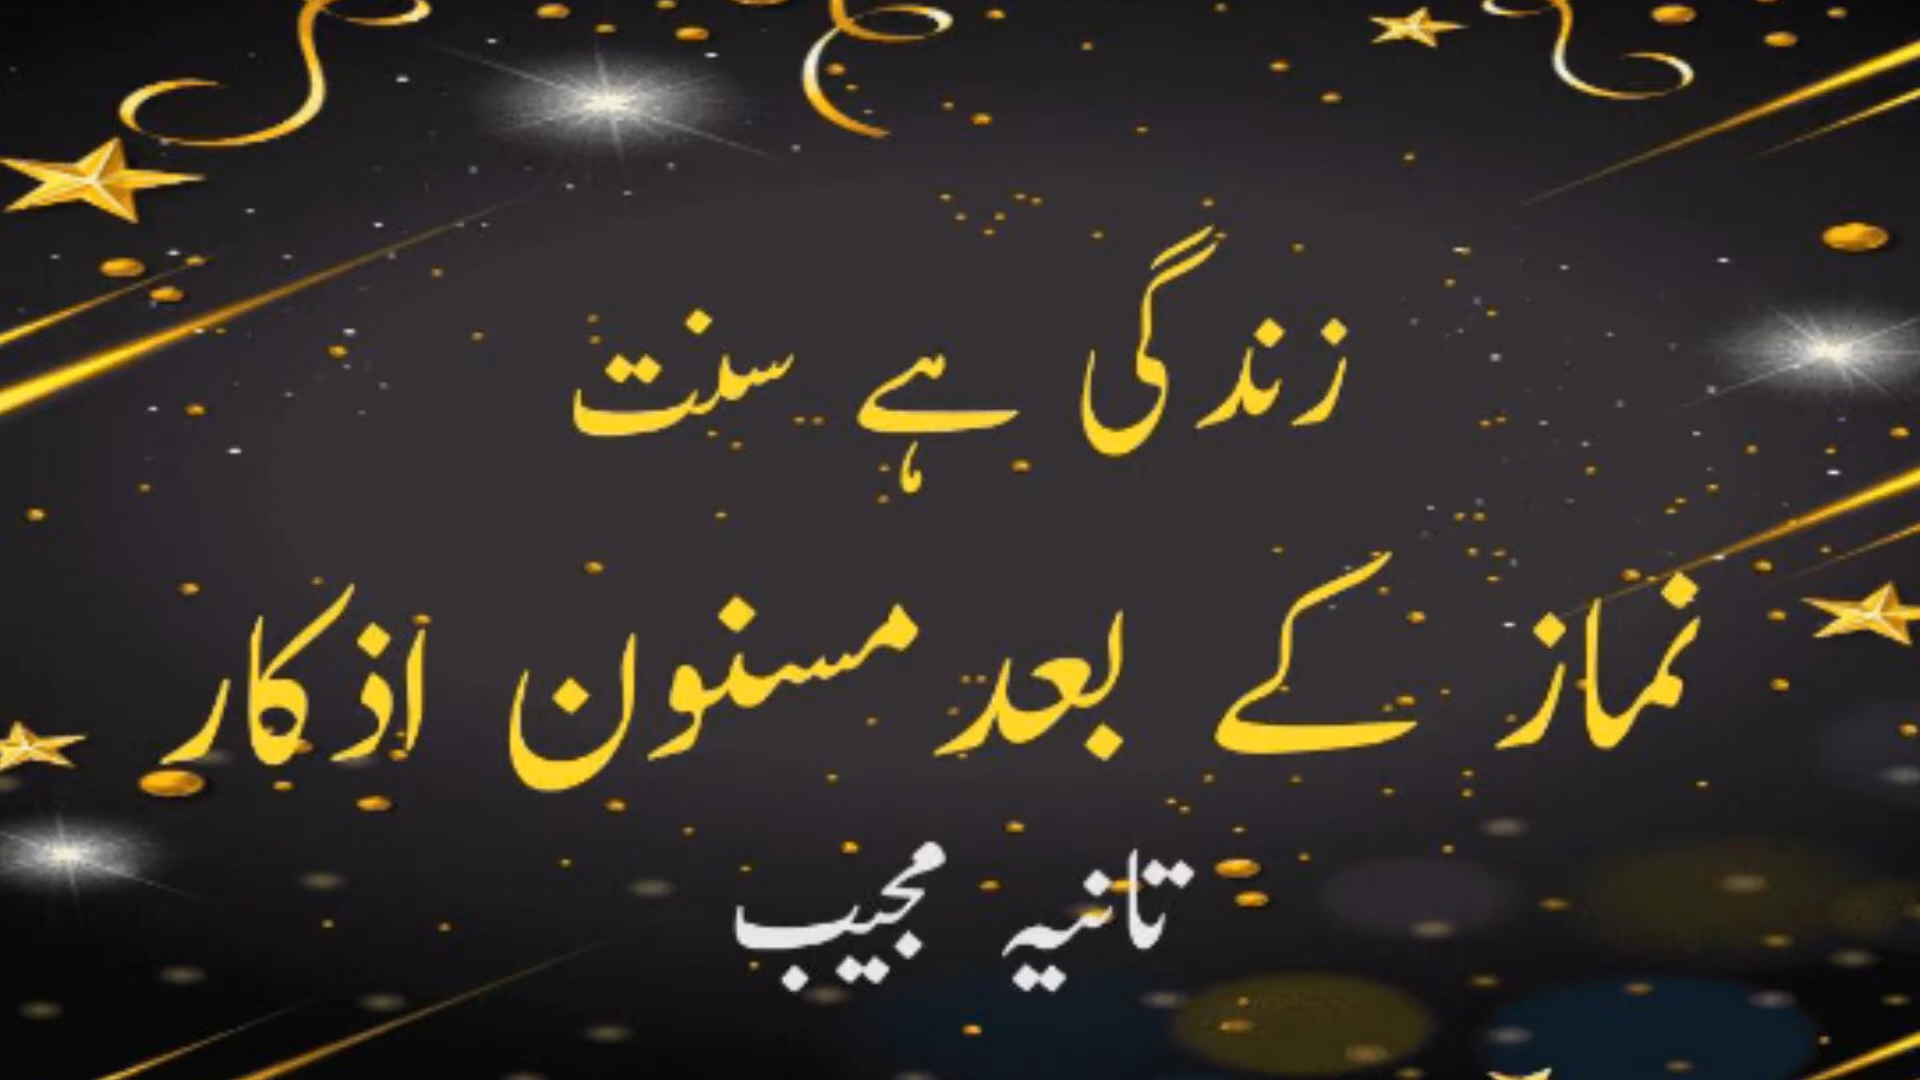 زندگی ہے سنت
نماز کے بعد مسنون اذکار
تانیہ مجیب